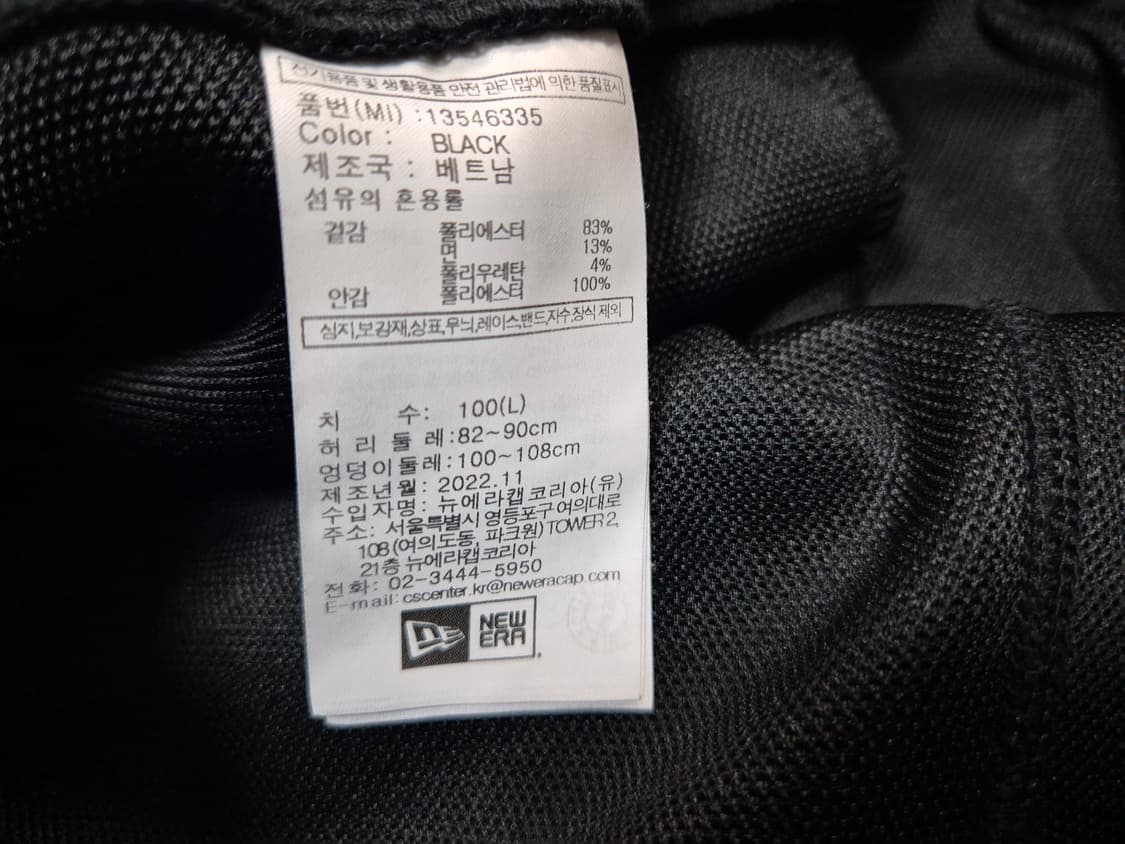 전기용품 및 생활용품 안전 관리법에 의한 품질표시
품번(Mi) : 13546335
Color : BLACK
제조국 : 베트남
섬유의 혼용률
겉감 폴리에스터 83%
면 13%
폴리우레탄 4%
안감 폴리에스터 100%
심지,보강재,상표,무늬,레이스,밴드,자수,장식 제외
치 수: 100(L)
허리둘레: 82~90cm
엉덩이둘레: 100~108cm
제조년월: 2022.11
수입자명: 뉴에라캡코리아(유)
주소: 서울특별시 영등포구 여의대로
108 (여의도동, 파크원) TOWER 2,
21층 뉴에라캡코리아
전화: 02-3444-5950
E-mail: cscenter.kr@neweracap.com
NE NEW
ERA